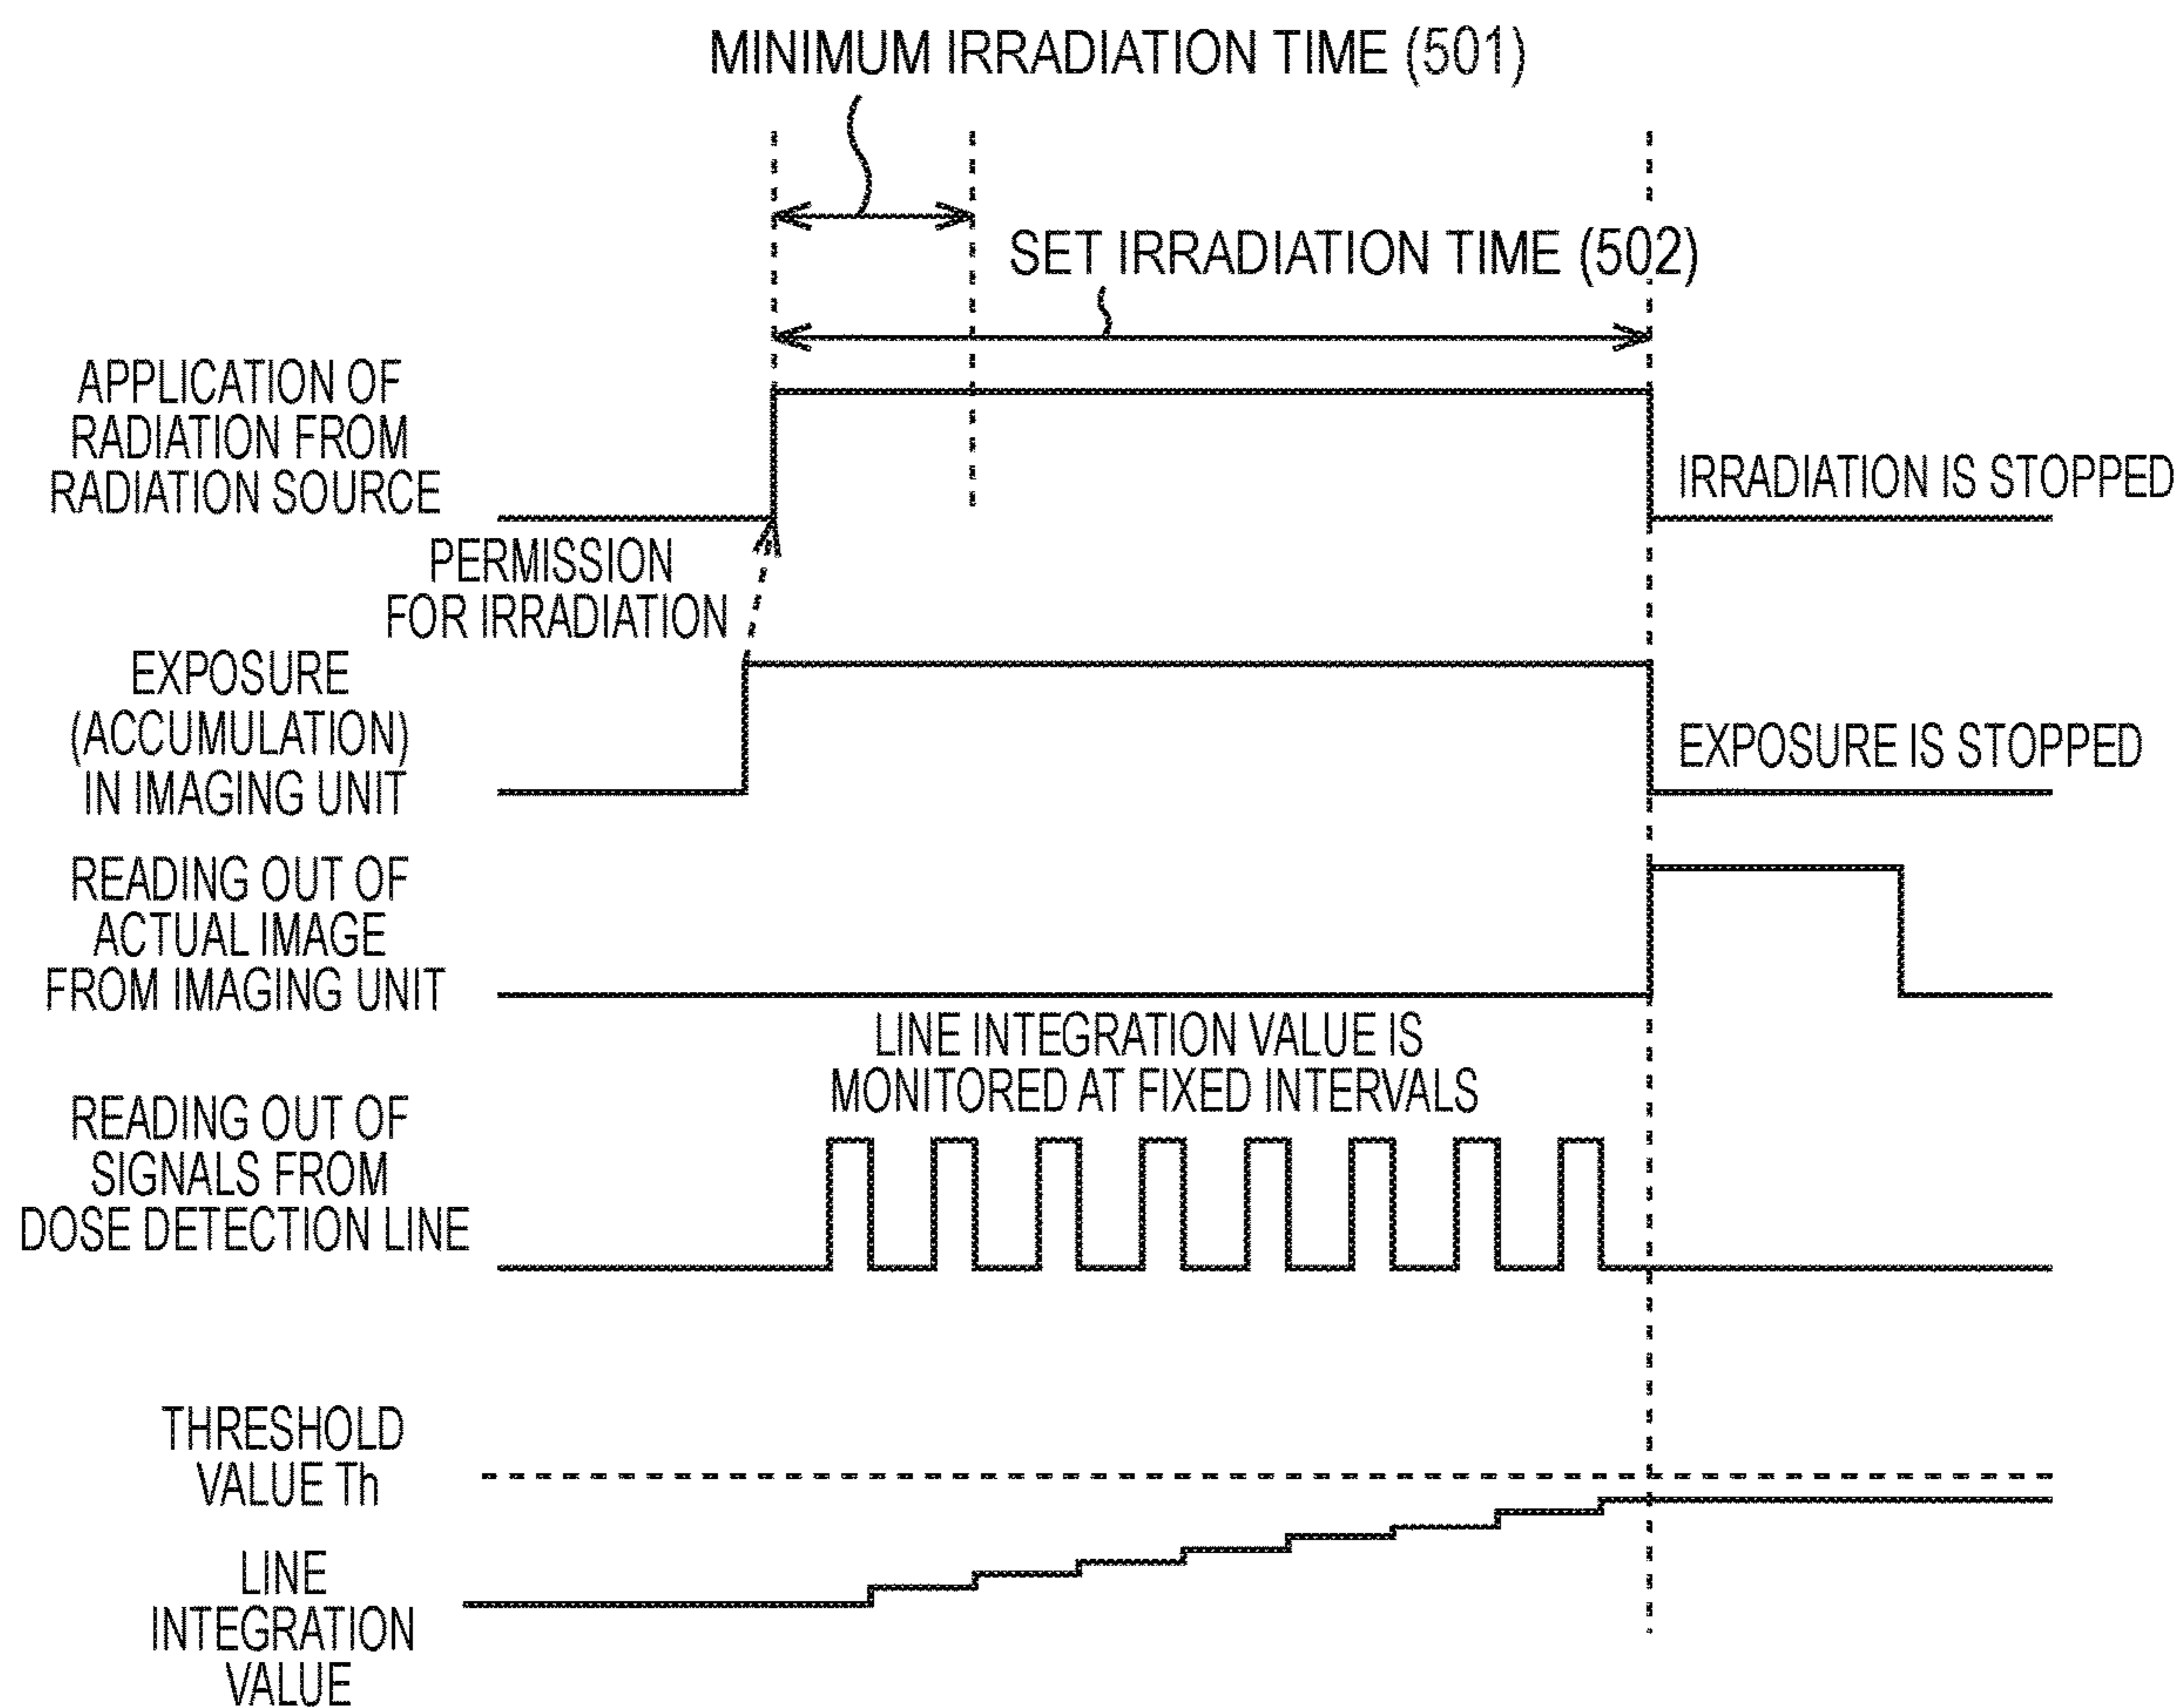 MINIMUM IRRADIATION TIME (501)
SET IRRADIATION TIME (502)
APPLICATION OF
RADIATION FROM
RADIATION SOURCE
IRRADIATION IS STOPPED
PERMISSION
FOR IRRADIATION
EXPOSURE
(ACCUMULATION)
IN IMAGING UNIT
EXPOSURE IS STOPPED
READING OUT OF
ACTUAL IMAGE
FROM IMAGING UNIT
LINE INTEGRATION VALUE IS
MONITORED AT FIXED INTERVALS
READING OUT OF
SIGNALS FROM
DOSE DETECTION LINE
THRESHOLD
VALUE Th
LINE
INTEGRATION
VALUE